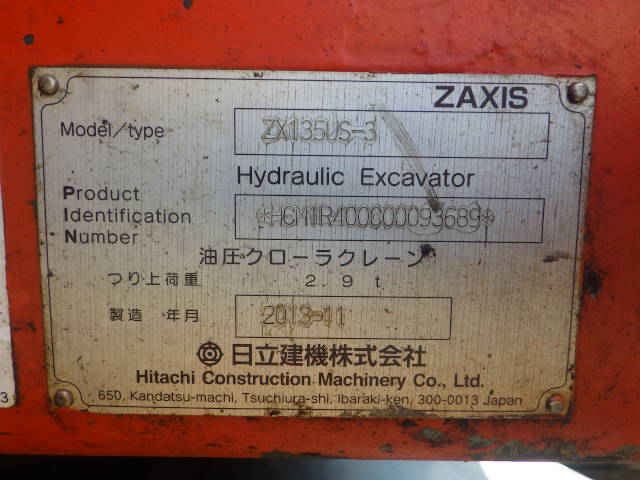 ZAXIS
Model/type ZX135US-3
Hydraulic Excavator
Product
Identification *HCM1R400C00093689*
Number
油圧クローラクレーン
つり上荷重 2.9t
製造 年月 2013-11
日立建機株式会社
Hitachi Construction Machinery Co., Ltd.
650, Kandatsu-machi, Tsuchiura-shi, Ibaraki-ken, 300-0013 Japan
3